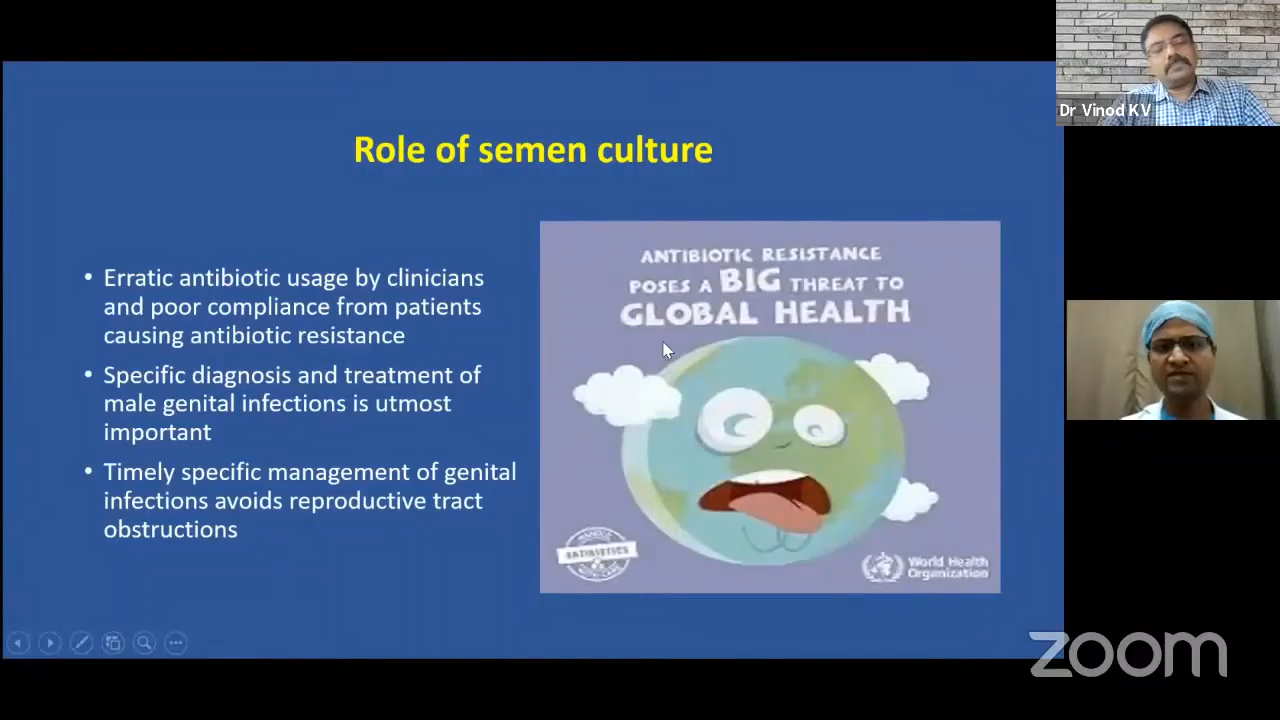 Dr Vinod K V
Role of semen culture
• Erratic antibiotic usage by clinicians
and poor compliance from patients
causing antibiotic resistance
• Specific diagnosis and treatment of
male genital infections is utmost
important
• Timely specific management of genital
infections avoids reproductive tract
obstructions
ANTIBIOTIC RESISTANCE
POSES A BIG THREAT TO
GLOBAL HEALTH
ANTIBIOTICS
World Health
Organization
zoom